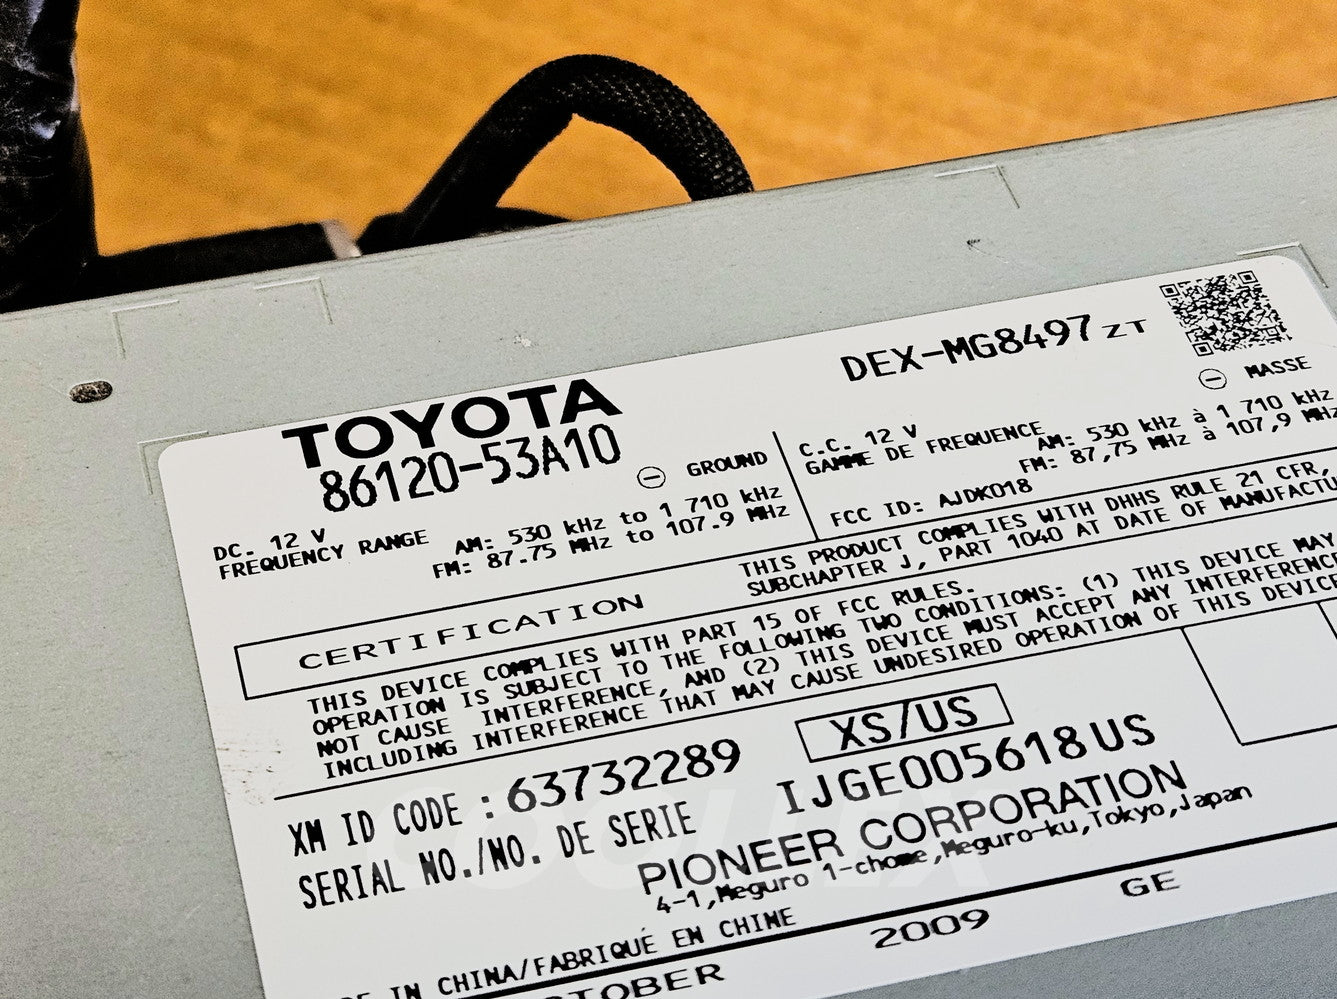 TOYOTA
86120-53A10
DEX-MG8497 ZT
⊖ GROUND
DC. 12 V
FREQUENCY RANGE AM: 530 kHz to 1 710 kHz
FM: 87.75 MHz to 107.9 MHz
⊖ MASSE
C.C. 12 V
GAMME DE FREQUENCE AM: 530 kHz à 1 710 kHz
FM: 87,75 MHz à 107,9 MHz
FCC ID: AJDK018
CERTIFICATION
THIS PRODUCT COMPLIES WITH DHHS RULE 21 CFR,
SUBCHAPTER J, PART 1040 AT DATE OF MANUFACTU
THIS DEVICE COMPLIES WITH PART 15 OF FCC RULES.
OPERATION IS SUBJECT TO THE FOLLOWING TWO CONDITIONS: (1) THIS DEVICE MAY
NOT CAUSE INTERFERENCE, AND (2) THIS DEVICE MUST ACCEPT ANY INTERFERENCE
INCLUDING INTERFERENCE THAT MAY CAUSE UNDESIRED OPERATION OF THIS DEVICE
XS/US
XM ID CODE : 63732289
SERIAL NO./NO. DE SERIE IJGE005618US
PIONEER CORPORATION
4-1,Meguro 1-chome,Meguro-ku,Tokyo,Japan
IN CHINA/FABRIQUÉ EN CHINE
TOBER 2009 GE